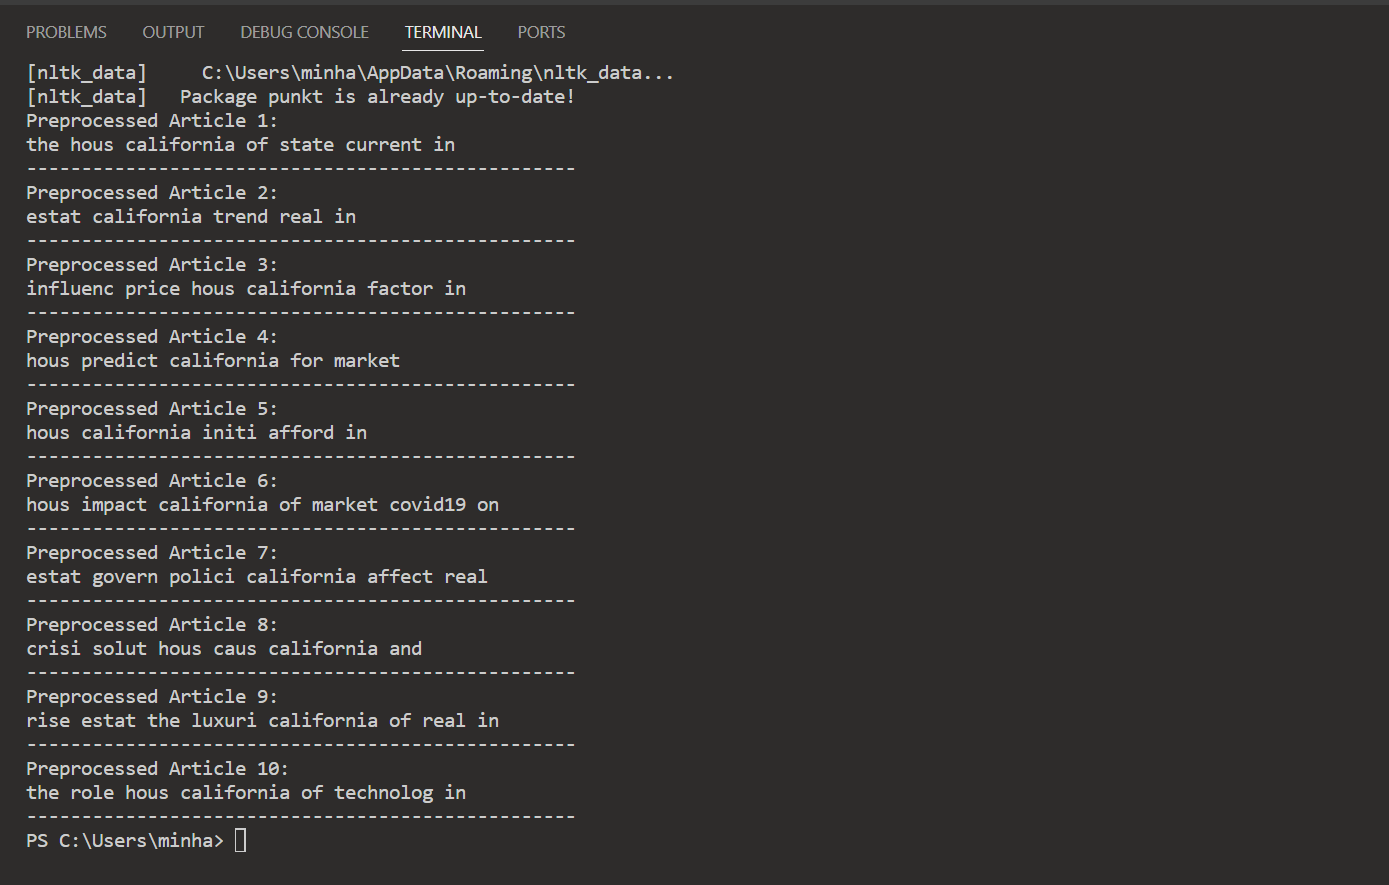 PROBLEMS OUTPUT DEBUG CONSOLE TERMINAL PORTS
[nltk_data]     C:\Users\minha\AppData\Roaming\nltk_data...
[nltk_data]   Package punkt is already up-to-date!
Preprocessed Article 1:
the hous california of state current in
--------------------------------------------------
Preprocessed Article 2:
estat california trend real in
--------------------------------------------------
Preprocessed Article 3:
influenc price hous california factor in
--------------------------------------------------
Preprocessed Article 4:
hous predict california for market
--------------------------------------------------
Preprocessed Article 5:
hous california initi afford in
--------------------------------------------------
Preprocessed Article 6:
hous impact california of market covid19 on
--------------------------------------------------
Preprocessed Article 7:
estat govern polici california affect real
--------------------------------------------------
Preprocessed Article 8:
crisi solut hous caus california and
--------------------------------------------------
Preprocessed Article 9:
rise estat the luxuri california of real in
--------------------------------------------------
Preprocessed Article 10:
the role hous california of technolog in
--------------------------------------------------
PS C:\Users\minha>